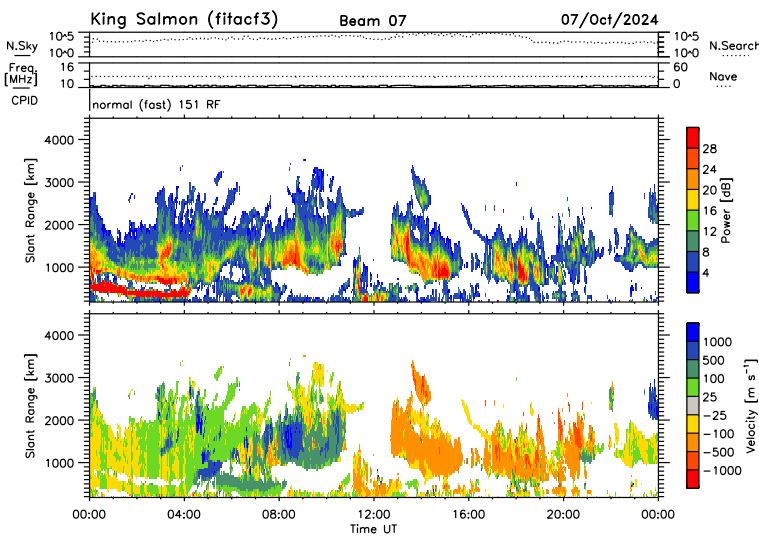 King Salmon (fitacf3) Beam 07 07/Oct/2024
N.Sky 10^5 10^0 10^5 10^0 N.Search
Freq [MHz] 16 10 60 0 Nave
CPID normal (fast) 151 RF
Slant Range [km] 4000 3000 2000 1000
28 24 20 16 12 8 4 Power [dB]
Slant Range [km] 4000 3000 2000 1000
1000 500 100 25 -25 -100 -500 -1000 Velocity [m s⁻¹]
00:00 04:00 08:00 12:00 16:00 20:00 00:00
Time UT